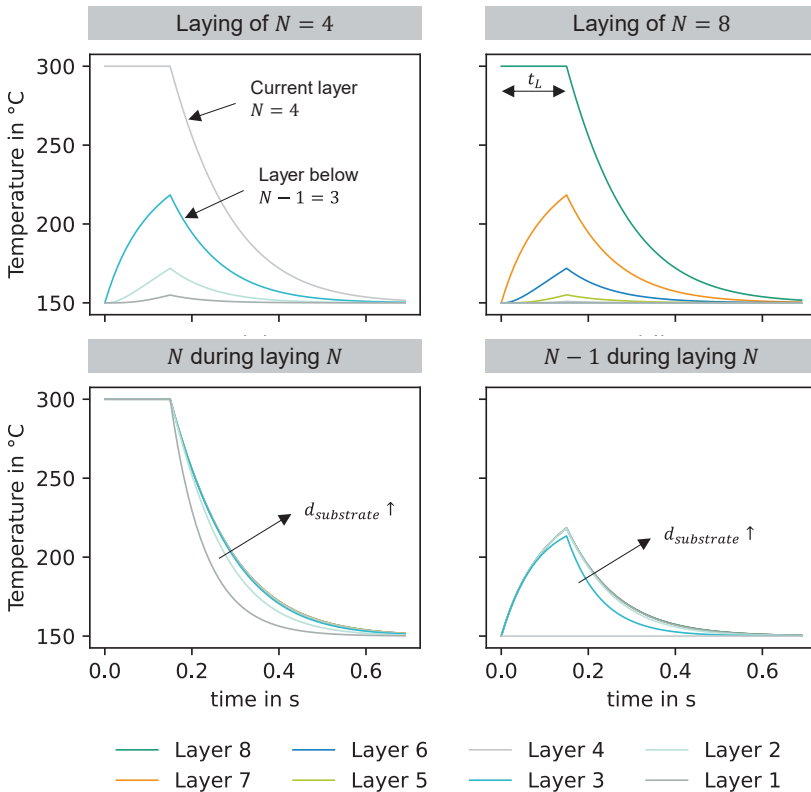 Laying of N = 4
Laying of N = 8
Temperature in °C
300
250
200
150
Current layer
N = 4
Layer below
N − 1 = 3
t_L
N during laying N
N − 1 during laying N
Temperature in °C
300
250
200
150
d_substrate ↑
d_substrate ↑
0.0 0.2 0.4 0.6
0.0 0.2 0.4 0.6
time in s
time in s
Layer 8 Layer 6 Layer 4 Layer 2
Layer 7 Layer 5 Layer 3 Layer 1